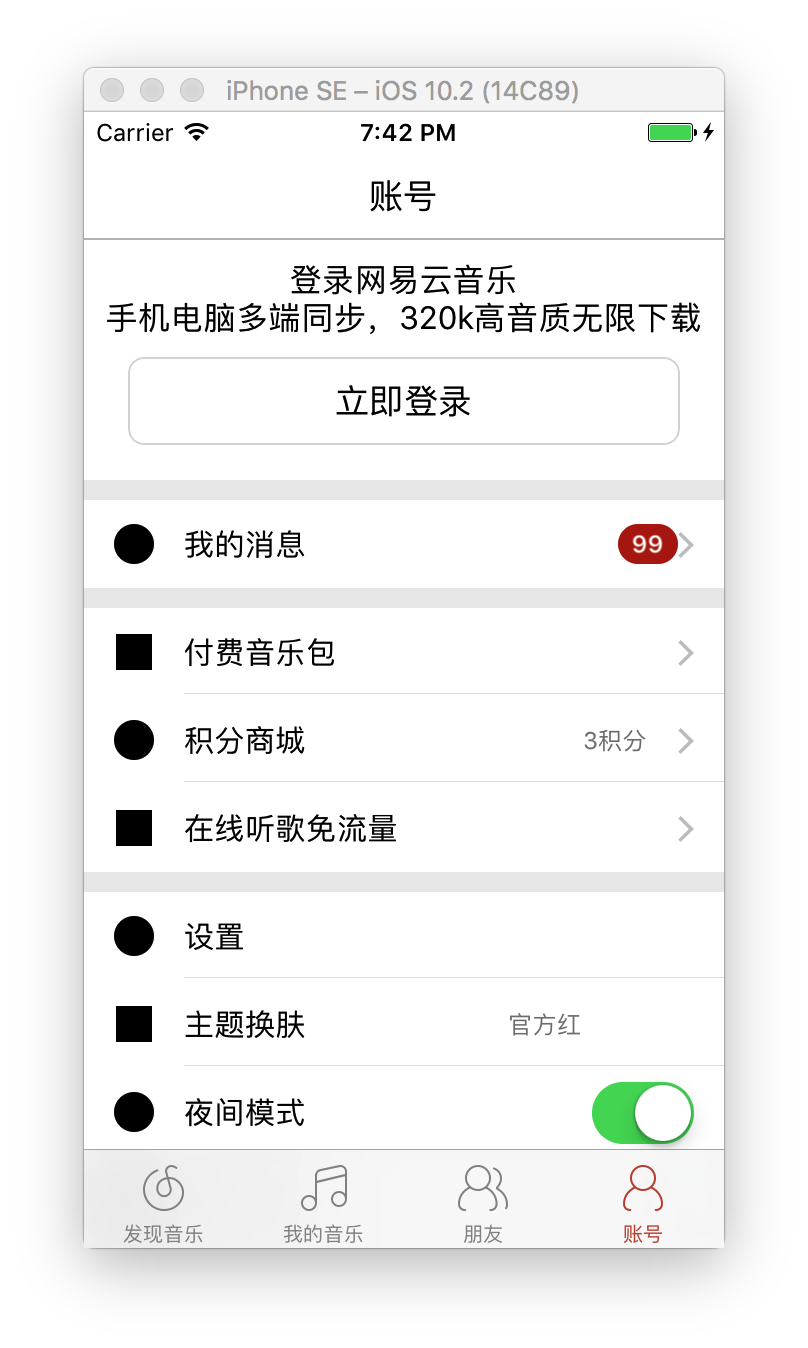 iPhone SE – iOS 10.2 (14C89)
Carrier 7:42 PM
账号
登录网易云音乐
手机电脑多端同步，320k高音质无限下载
立即登录
我的消息 99
付费音乐包
积分商城 3积分
在线听歌免流量
设置
主题换肤 官方红
夜间模式
发现音乐 我的音乐 朋友 账号